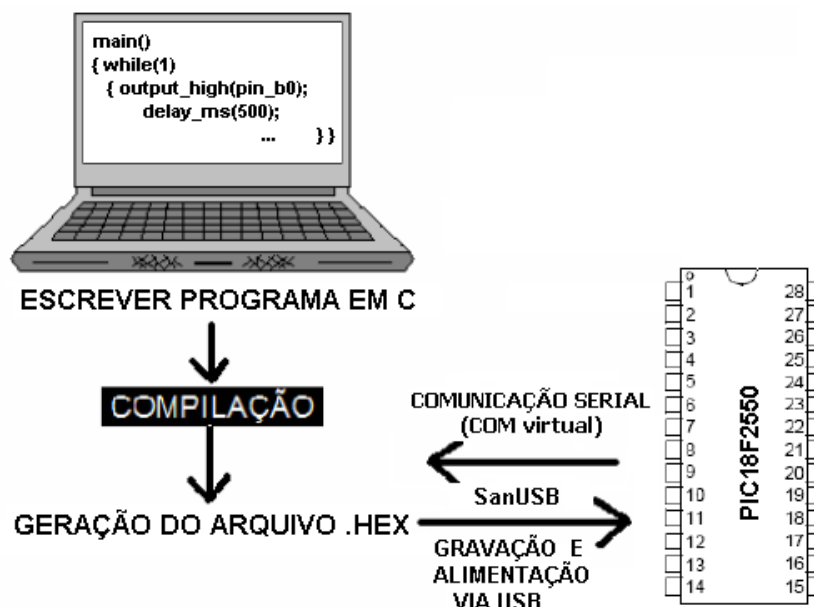 main()
{ while(1)
{ output_high(pin_b0);
delay_ms(500);
... } }
ESCREVER PROGRAMA EM C
COMPILAÇÃO
GERAÇÃO DO ARQUIVO .HEX
COMUNICAÇÃO SERIAL
(COM virtual)
SanUSB
GRAVAÇÃO E
ALIMENTAÇÃO
VIA USB
PIC18F2550
1 28
2 27
3 26
4 25
5 24
6 23
7 22
8 21
9 20
10 19
11 18
12 17
13 16
14 15